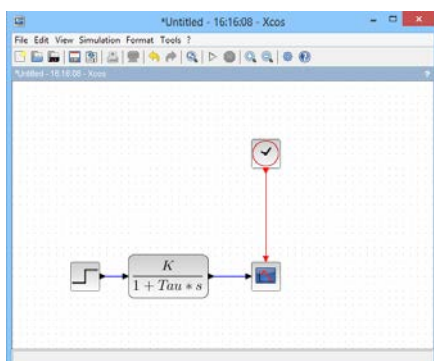 *Untitled - 16:16:08 - Xcos
File Edit View Simulation Format Tools ?
*Untitled - 16:16:08 - Xcos
K
1 + Tau * s